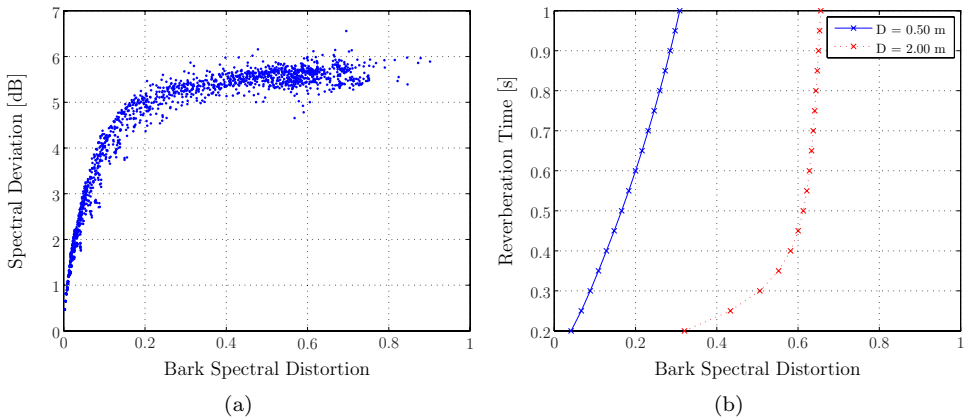 7
6
5
4
3
2
1
0
Spectral Deviation [dB]
0 0.2 0.4 0.6 0.8 1
Bark Spectral Distortion
(a)
1
0.9
0.8
0.7
0.6
0.5
0.4
0.3
0.2
Reverberation Time [s]
D = 0.50 m
D = 2.00 m
0 0.2 0.4 0.6 0.8 1
Bark Spectral Distortion
(b)